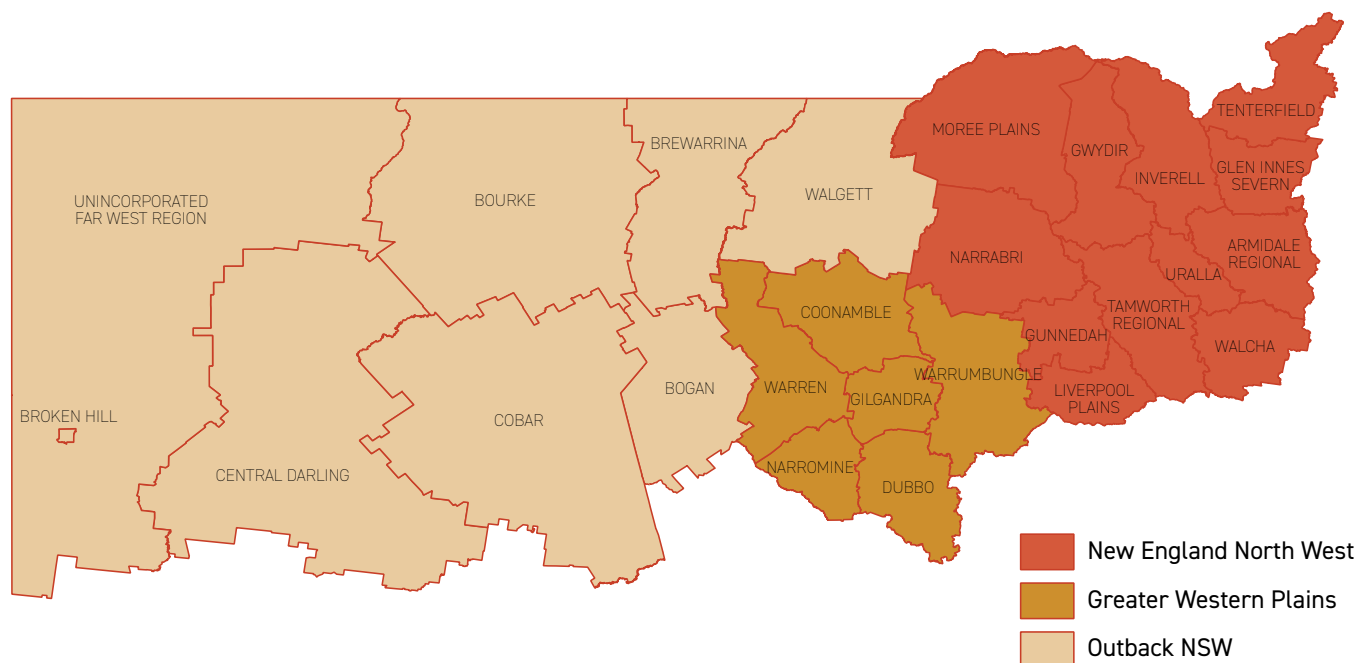 TENTERFIELD
MOREE PLAINS
BREWARRINA
GWYDIR
GLEN INNES
SEVERN
INVERELL
UNINCORPORATED
FAR WEST REGION
BOURKE
WALGETT
ARMIDALE
REGIONAL
NARRABRI
URALLA
COONAMBLE
TAMWORTH
REGIONAL
GUNNEDAH
WALCHA
WARRUMBUNGLE
BOGAN
WARREN
GILGANDRA
LIVERPOOL
PLAINS
BROKEN HILL
COBAR
CENTRAL DARLING
NARROMINE
DUBBO
New England North West
Greater Western Plains
Outback NSW